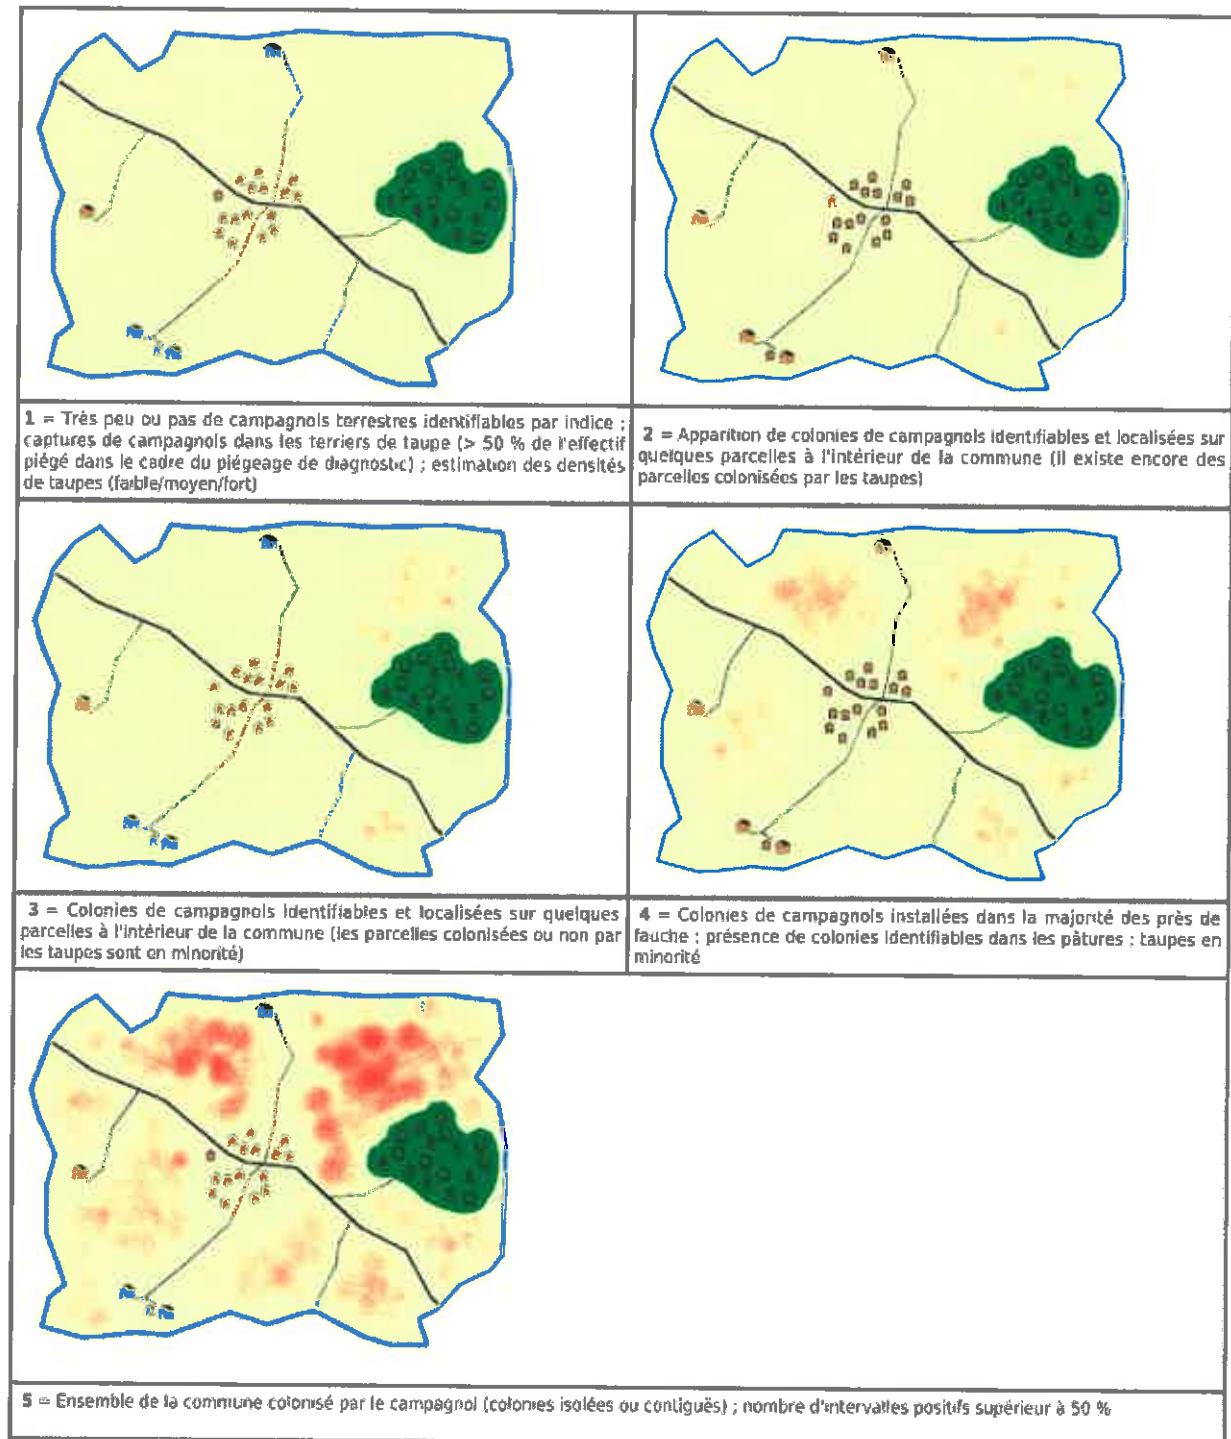 1 = Très peu ou pas de campagnols terrestres identifiables par indice ;
captures de campagnols dans les terriers de taupe (> 50 % de l'effectif
piégé dans le cadre du piégeage de diagnostic) ; estimation des densités
de taupes (faible/moyen/fort)
2 = Apparition de colonies de campagnols identifiables et localisées sur
quelques parcelles à l'intérieur de la commune (il existe encore des
parcelles colonisées par les taupes)
3 = Colonies de campagnols identifiables et localisées sur quelques
parcelles à l'intérieur de la commune (les parcelles colonisées ou non par
les taupes sont en minorité)
4 = Colonies de campagnols installées dans la majorité des près de
fauche ; présence de colonies identifiables dans les pâtures ; taupes en
minorité
5 = Ensemble de la commune colonisé par le campagnol (colonies isolées ou contiguës) ; nombre d'intervalles positifs supérieur à 50 %